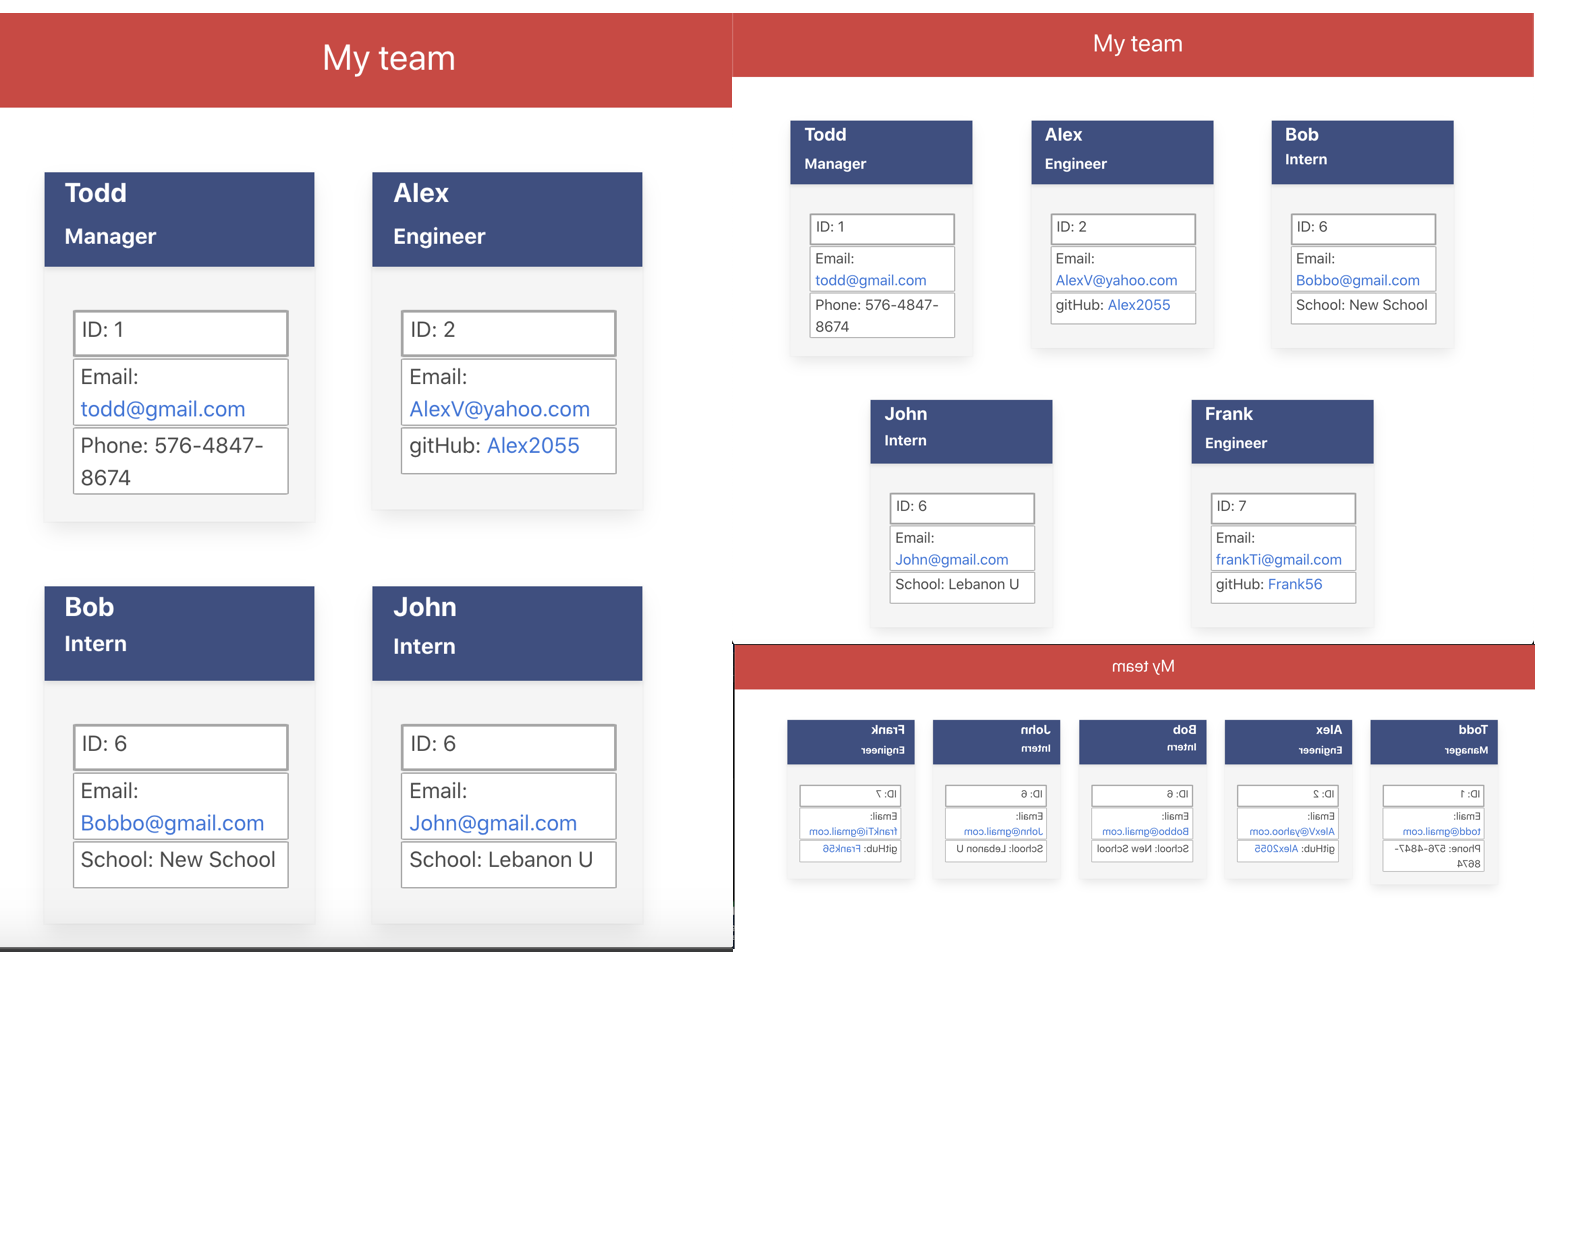 My team
Todd
Manager
ID: 1
Email:
todd@gmail.com
Phone: 576-4847-
8674
Alex
Engineer
ID: 2
Email:
AlexV@yahoo.com
gitHub: Alex2055
Bob
Intern
ID: 6
Email:
Bobbo@gmail.com
School: New School
John
Intern
ID: 6
Email:
John@gmail.com
School: Lebanon U
My team
Todd
Manager
ID: 1
Email:
todd@gmail.com
Phone: 576-4847-
8674
Alex
Engineer
ID: 2
Email:
AlexV@yahoo.com
gitHub: Alex2055
Bob
Intern
ID: 6
Email:
Bobbo@gmail.com
School: New School
John
Intern
ID: 6
Email:
John@gmail.com
School: Lebanon U
Frank
Engineer
ID: 7
Email:
frankTi@gmail.com
gitHub: Frank56
My team
Todd
Manager
ID: 1
Email:
todd@gmail.com
Phone: 576-4847-
8674
Alex
Engineer
ID: 2
Email:
AlexV@yahoo.com
gitHub: Alex2055
Bob
Intern
ID: 6
Email:
Bobbo@gmail.com
School: New School
John
Intern
ID: 6
Email:
John@gmail.com
School: Lebanon U
Frank
Engineer
ID: 7
Email:
frankTi@gmail.com
gitHub: Frank56